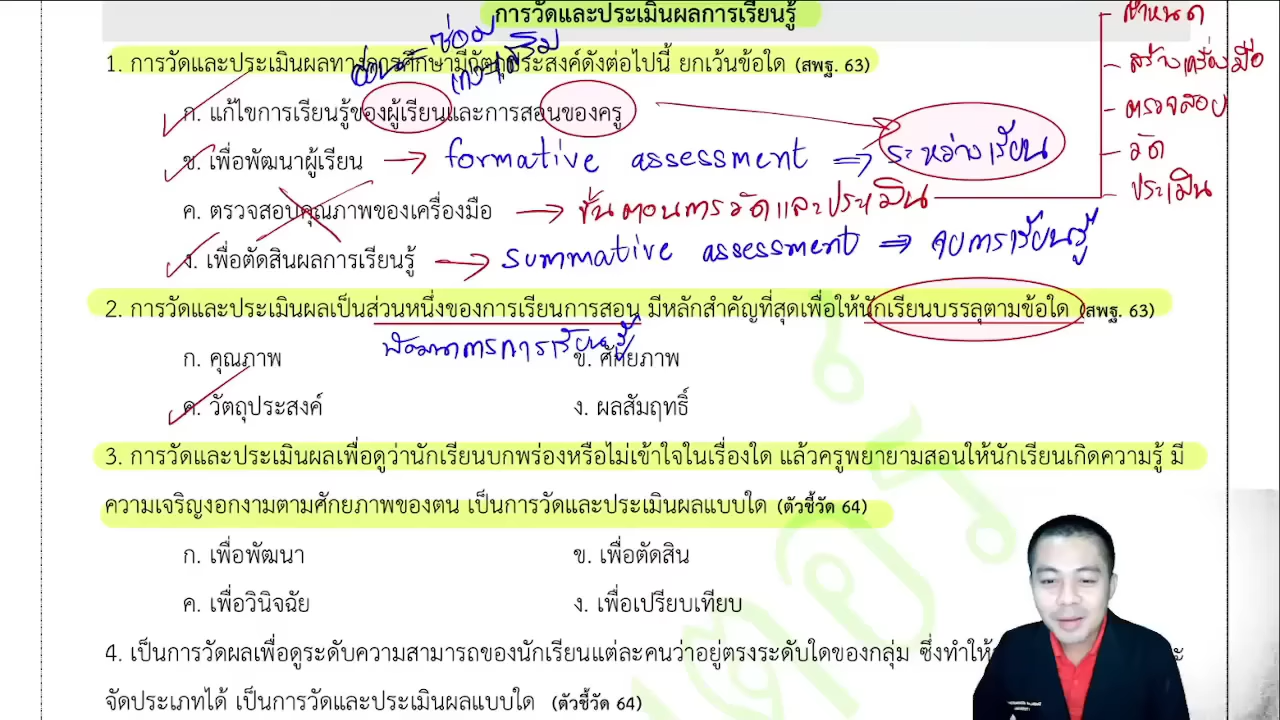 การวัดและประเมินผลการเรียนรู้
กำหนด
สร้างเครื่องมือ
ตรวจสอบ
วัด
ประเมิน
ซ่อม
1. การวัดและประเมินผลทางการศึกษามีวัตถุประสงค์ดังต่อไปนี้ ยกเว้นข้อใด (สพฐ. 63)
ก. แก้ไขการเรียนรู้ของผู้เรียนและการสอนของครู
ข. เพื่อพัฒนาผู้เรียน → formative assessment ⇒ ระหว่างเรียน
ค. ตรวจสอบคุณภาพของเครื่องมือ → ขั้นตอนการวัดและประเมิน
ง. เพื่อตัดสินผลการเรียนรู้ → summative assessment ⇒ จบการเรียนรู้
2. การวัดและประเมินผลเป็นส่วนหนึ่งของการเรียนการสอน มีหลักสำคัญที่สุดเพื่อให้นักเรียนบรรลุตามข้อใด (สพฐ. 63)
พัฒนาการการเรียนรู้
ก. คุณภาพ ข. ศักยภาพ
ค. วัตถุประสงค์ ง. ผลสัมฤทธิ์
3. การวัดและประเมินผลเพื่อดูว่านักเรียนบกพร่องหรือไม่เข้าใจในเรื่องใด แล้วครูพยายามสอนให้นักเรียนเกิดความรู้ มี
ความเจริญงอกงามตามศักยภาพของตน เป็นการวัดและประเมินผลแบบใด (ตัวชี้วัด 64)
ก. เพื่อพัฒนา ข. เพื่อตัดสิน
ค. เพื่อวินิจฉัย ง. เพื่อเปรียบเทียบ
4. เป็นการวัดผลเพื่อดูระดับความสามารถของนักเรียนแต่ละคนว่าอยู่ตรงระดับใดของกลุ่ม ซึ่งทำให้
จัดประเภทได้ เป็นการวัดและประเมินผลแบบใด (ตัวชี้วัด 64)